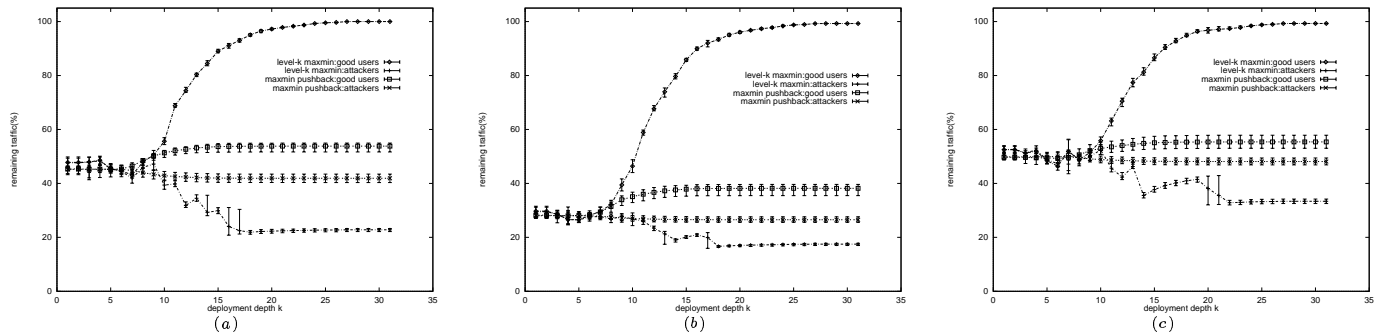 100
80
60
40
20
0
remaining traffic(%)
level-k maxmin:good users
level-k maxmin:attackers
maxmin pushback:good users
maxmin pushback:attackers
0 5 10 15 20 25 30 35
deployment depth k
(a)
100
80
60
40
20
0
remaining traffic(%)
level-k maxmin:good users
level-k maxmin:attackers
maxmin pushback:good users
maxmin pushback:attackers
0 5 10 15 20 25 30 35
deployment depth k
(b)
100
80
60
40
20
0
remaining traffic(%)
level-k maxmin:good users
level-k maxmin:attackers
maxmin pushback:good users
maxmin pushback:attackers
0 5 10 15 20 25 30 35
deployment depth k
(c)